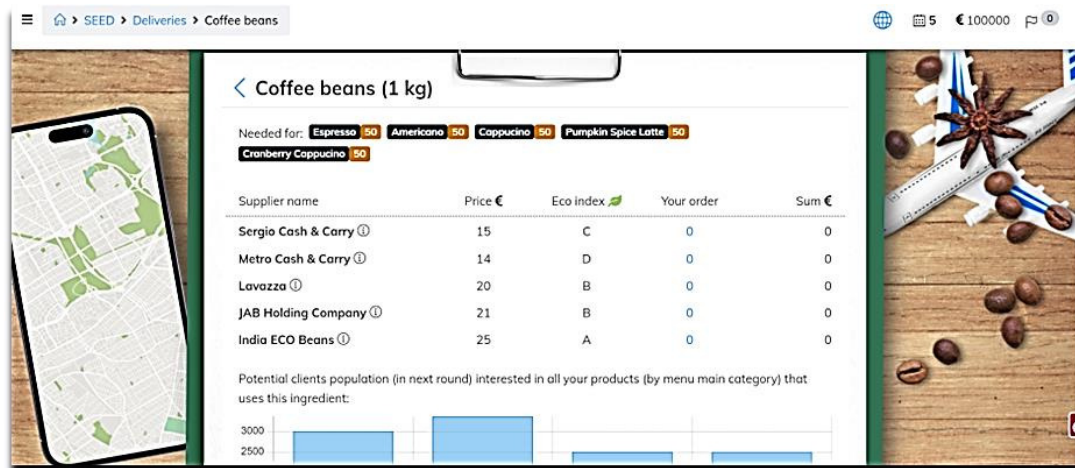 SEED > Deliveries > Coffee beans
5 € 100000 0
Coffee beans (1 kg)
Needed for: Espresso 50 Americano 50 Cappucino 50 Pumpkin Spice Latte 50
Cranberry Cappucino 50
Supplier name Price € Eco index Your order Sum €
Sergio Cash & Carry 15 C 0 0
Metro Cash & Carry 14 D 0 0
Lavazza 20 B 0 0
JAB Holding Company 21 B 0 0
India ECO Beans 25 A 0 0
Potential clients population (in next round) interested in all your products (by menu main category) that
uses this ingredient:
3000
2500